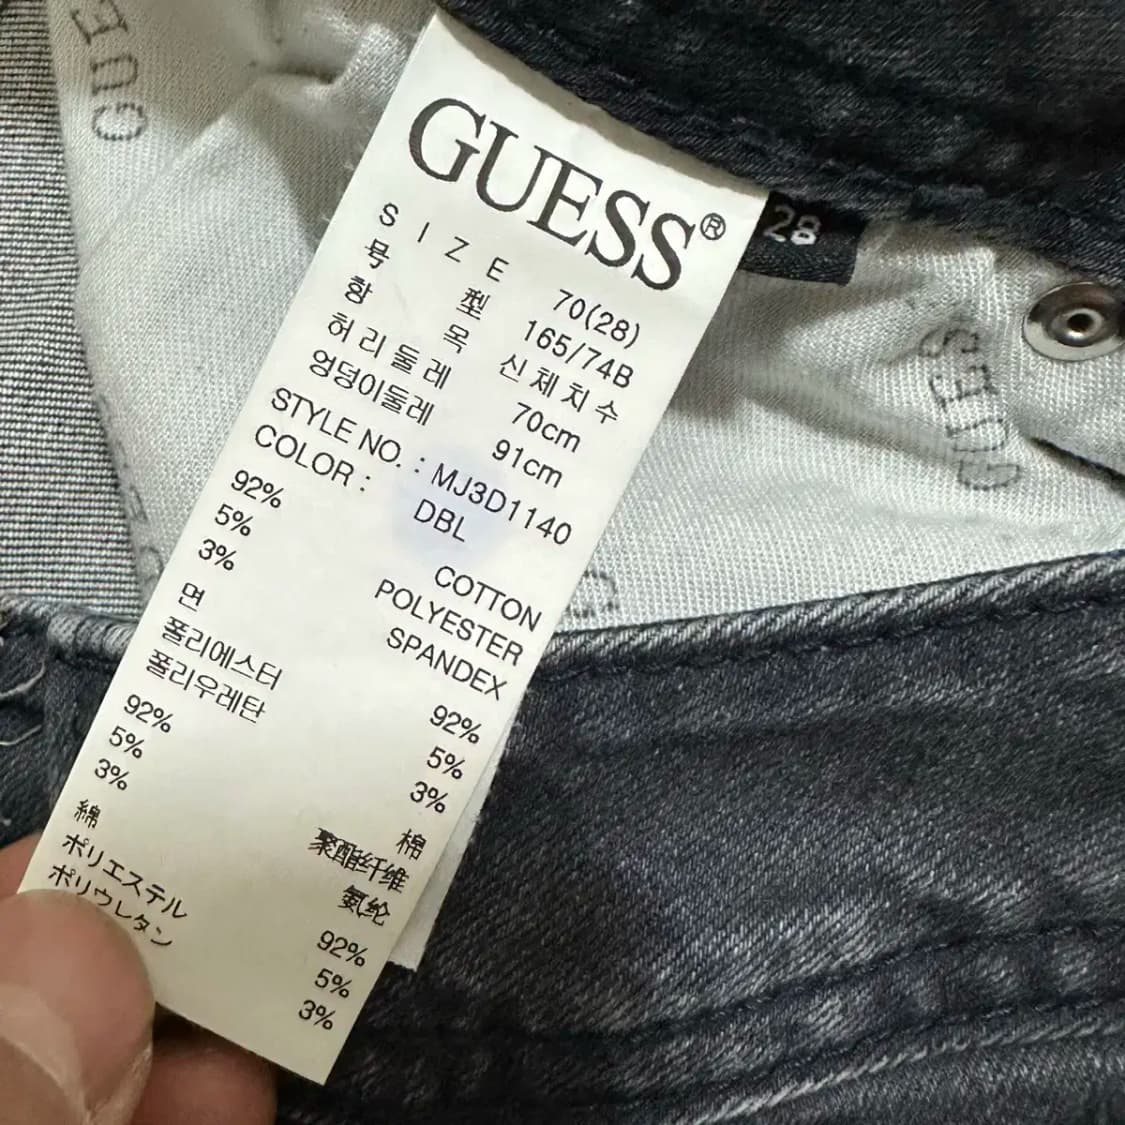 GUESS®
SIZE 70(28)
号型 165/74B
항목 신체치수
허리둘레 70cm
엉덩이둘레 91cm
STYLE NO. : MJ3D1140
COLOR : DBL
92% COTTON
5% POLYESTER
3% SPANDEX
면 92%
폴리에스터 5%
폴리우레탄 3%
92% 棉
5% 聚酯纤维
3% 氨纶
綿 92%
ポリエステル 5%
ポリウレタン 3%
28
GUE
GUESS
G